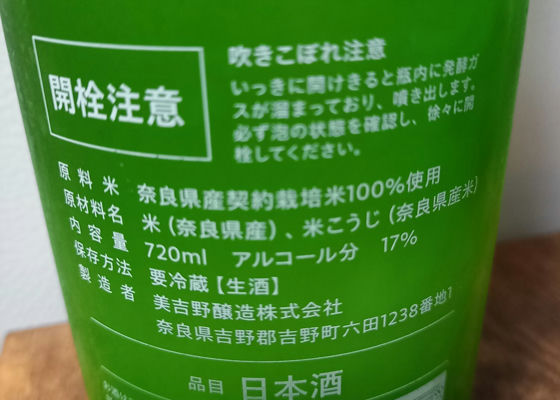 開栓注意
吹きこぼれ注意
いっきに開けきると瓶内に発酵ガ
スが溜まっており、噴き出します。
必ず泡の状態を確認し、徐々に開
栓してください。
原料米 奈良県産契約栽培米100%使用
原材料名 米(奈良県産)、米こうじ(奈良県産米)
内容量 720ml アルコール分 17%
保存方法 要冷蔵【生酒】
製造者 美吉野醸造株式会社
奈良県吉野郡吉野町六田1238番地1
品目 日本酒